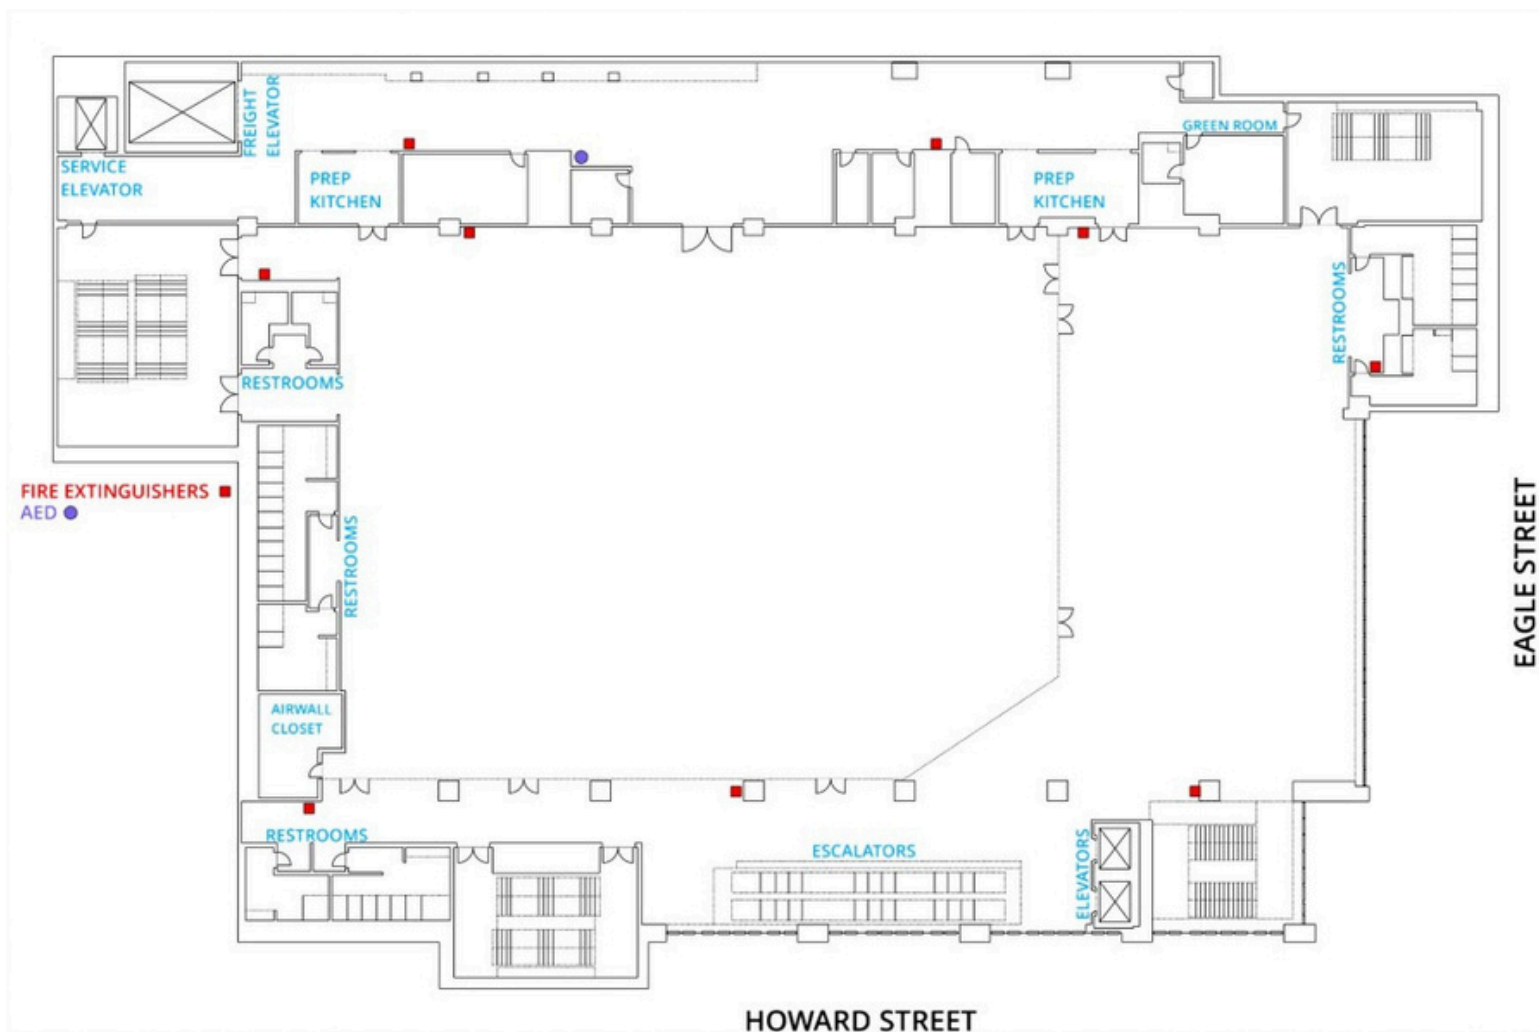 FREIGHT
ELEVATOR
SERVICE
ELEVATOR
PREP
KITCHEN
PREP
KITCHEN
GREEN ROOM
RESTROOMS
RESTROOMS
FIRE EXTINGUISHERS
AED
RESTROOMS
EAGLE STREET
AIRWALL
CLOSET
RESTROOMS
ESCALATORS
ELEVATORS
HOWARD STREET